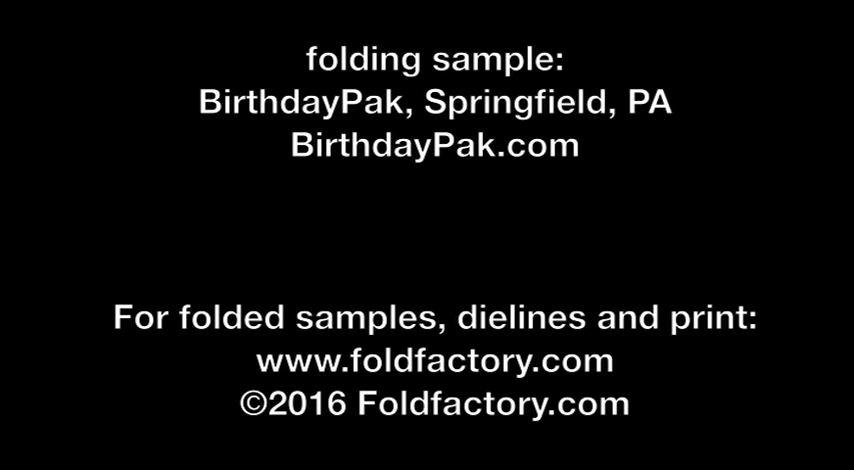 folding sample:
BirthdayPak, Springfield, PA
BirthdayPak.com
For folded samples, dielines and print:
www.foldfactory.com
©2016 Foldfactory.com